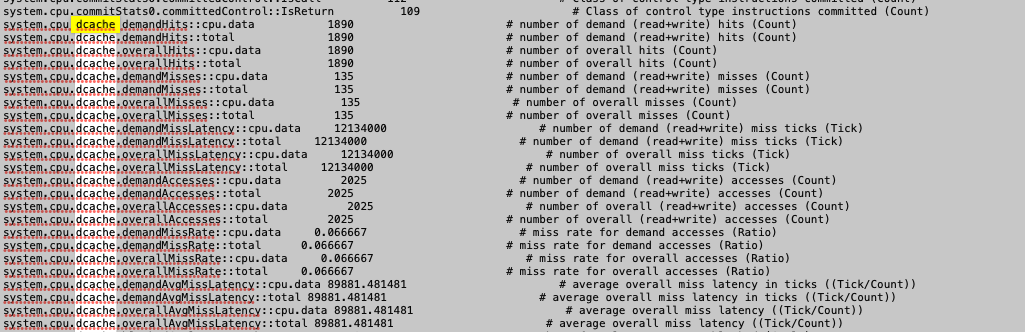 system.cpu.commitStats0.committedControl::IsReturn 109 # Class of control type instructions committed (Count)
system.cpu.dcache.demandHits::cpu.data 1890 # number of demand (read+write) hits (Count)
system.cpu.dcache.demandHits::total 1890 # number of demand (read+write) hits (Count)
system.cpu.dcache.overallHits::cpu.data 1890 # number of overall hits (Count)
system.cpu.dcache.overallHits::total 1890 # number of overall hits (Count)
system.cpu.dcache.demandMisses::cpu.data 135 # number of demand (read+write) misses (Count)
system.cpu.dcache.demandMisses::total 135 # number of demand (read+write) misses (Count)
system.cpu.dcache.overallMisses::cpu.data 135 # number of overall misses (Count)
system.cpu.dcache.overallMisses::total 135 # number of overall misses (Count)
system.cpu.dcache.demandMissLatency::cpu.data 12134000 # number of demand (read+write) miss ticks (Tick)
system.cpu.dcache.demandMissLatency::total 12134000 # number of demand (read+write) miss ticks (Tick)
system.cpu.dcache.overallMissLatency::cpu.data 12134000 # number of overall miss ticks (Tick)
system.cpu.dcache.overallMissLatency::total 12134000 # number of overall miss ticks (Tick)
system.cpu.dcache.demandAccesses::cpu.data 2025 # number of demand (read+write) accesses (Count)
system.cpu.dcache.demandAccesses::total 2025 # number of demand (read+write) accesses (Count)
system.cpu.dcache.overallAccesses::cpu.data 2025 # number of overall (read+write) accesses (Count)
system.cpu.dcache.overallAccesses::total 2025 # number of overall (read+write) accesses (Count)
system.cpu.dcache.demandMissRate::cpu.data 0.066667 # miss rate for demand accesses (Ratio)
system.cpu.dcache.demandMissRate::total 0.066667 # miss rate for demand accesses (Ratio)
system.cpu.dcache.overallMissRate::cpu.data 0.066667 # miss rate for overall accesses (Ratio)
system.cpu.dcache.overallMissRate::total 0.066667 # miss rate for overall accesses (Ratio)
system.cpu.dcache.demandAvgMissLatency::cpu.data 89881.481481 # average overall miss latency in ticks ((Tick/Count))
system.cpu.dcache.demandAvgMissLatency::total 89881.481481 # average overall miss latency in ticks ((Tick/Count))
system.cpu.dcache.overallAvgMissLatency::cpu.data 89881.481481 # average overall miss latency ((Tick/Count))
system.cpu.dcache.overallAvgMissLatency::total 89881.481481 # average overall miss latency ((Tick/Count))